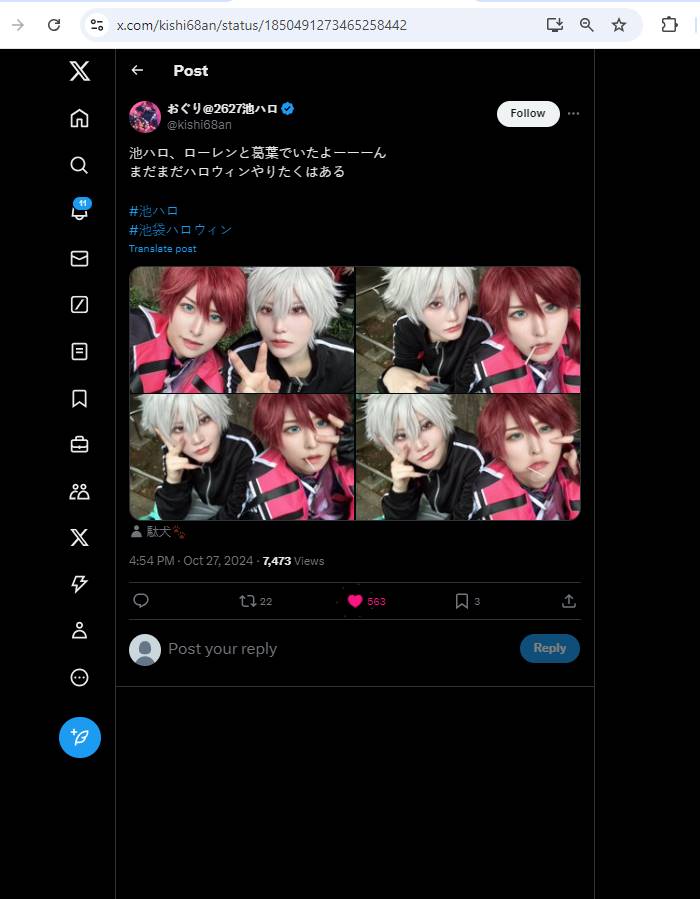 x.com/kishi68an/status/1850491273465258442
Post
おぐり@2627池ハロ
@kishi68an
Follow
池ハロ、ローレンと葛葉でいたよーーーん
まだまだハロウィンやりたくはある
#池ハロ
#池袋ハロウィン
Translate post
駄犬🐾
4:54 PM · Oct 27, 2024 · 7,473 Views
22 563 3
Post your reply Reply
11